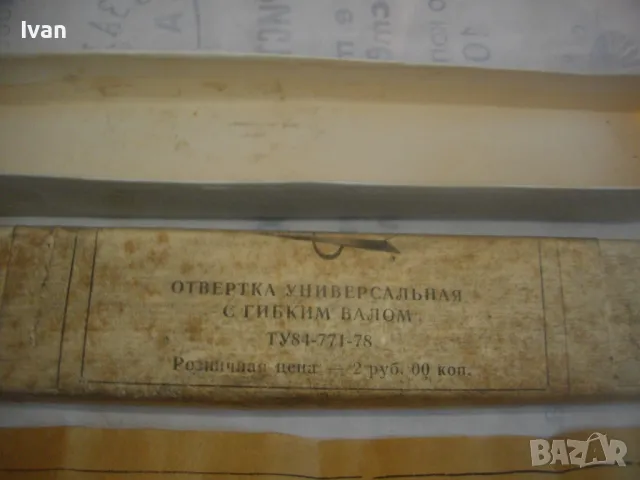 Ivan
ОТВЕРТКА УНИВЕРСАЛЬНАЯ
С ГИБКИМ ВАЛОМ
ТУ84-771-78
Розничная цена — 2 руб. 00 коп.
BAZAR